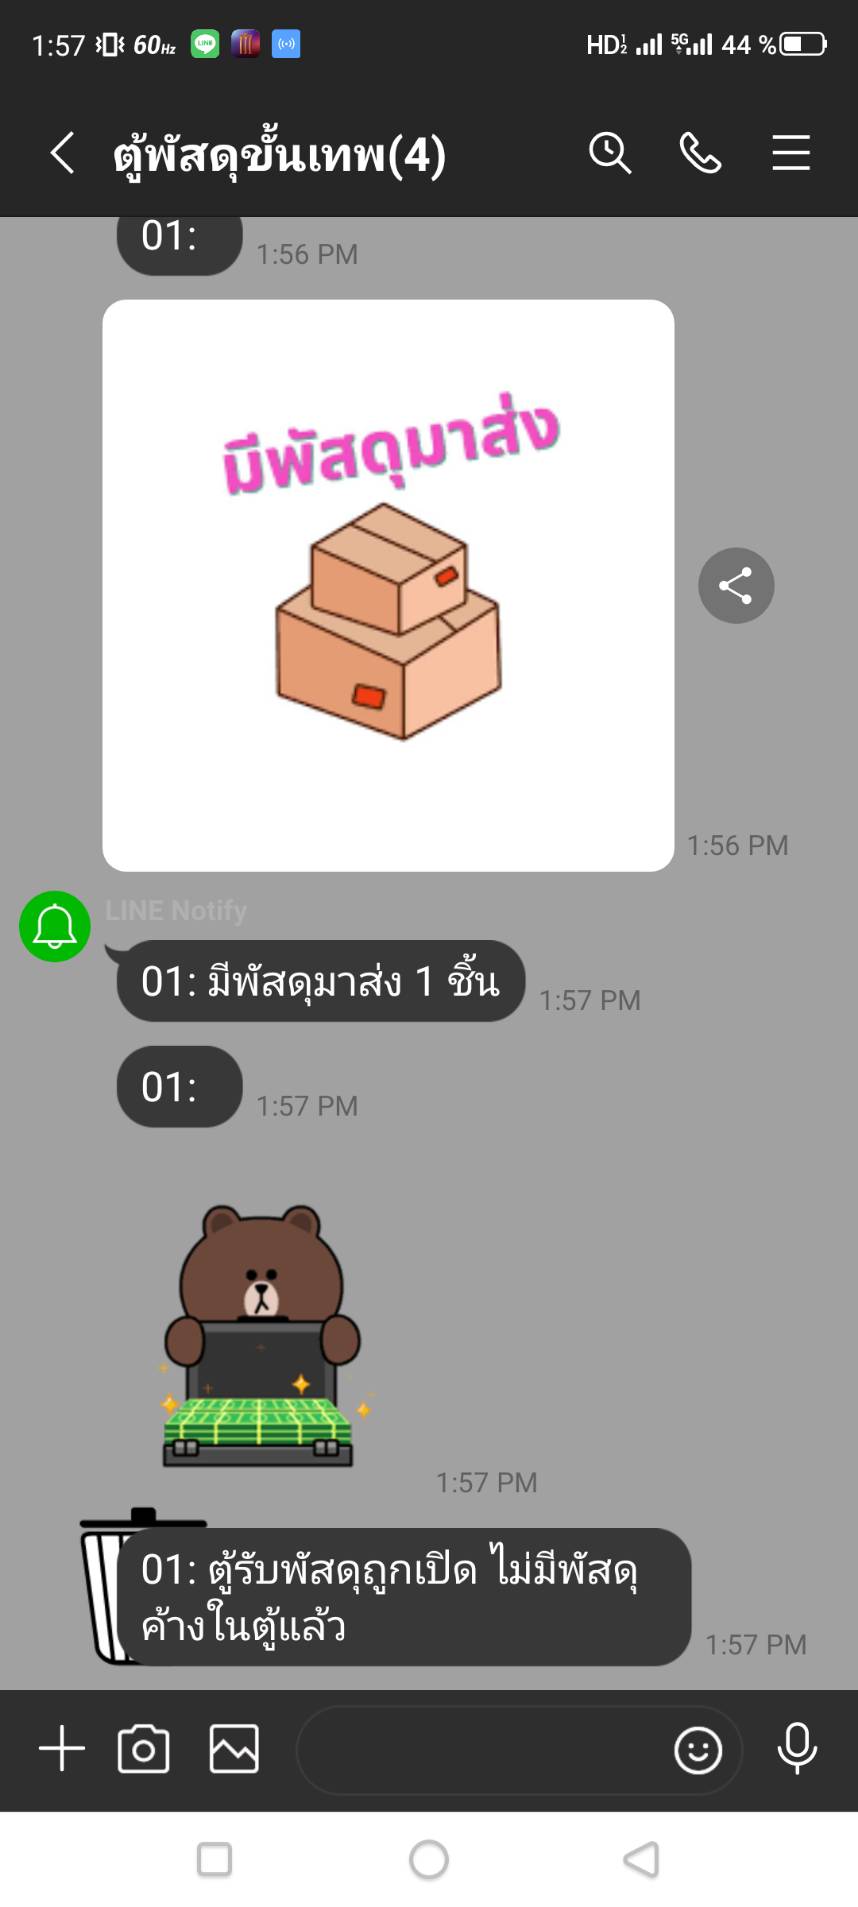 1:57 60Hz LINE HD 1 2 5G 44 %
ตู้พัสดุขั้นเทพ(4)
01:
1:56 PM
มีพัสดุมาส่ง
1:56 PM
LINE Notify
01: มีพัสดุมาส่ง 1 ชิ้น
1:57 PM
01:
1:57 PM
1:57 PM
01: ตู้รับพัสดุถูกเปิด ไม่มีพัสดุ
ค้างในตู้แล้ว
1:57 PM